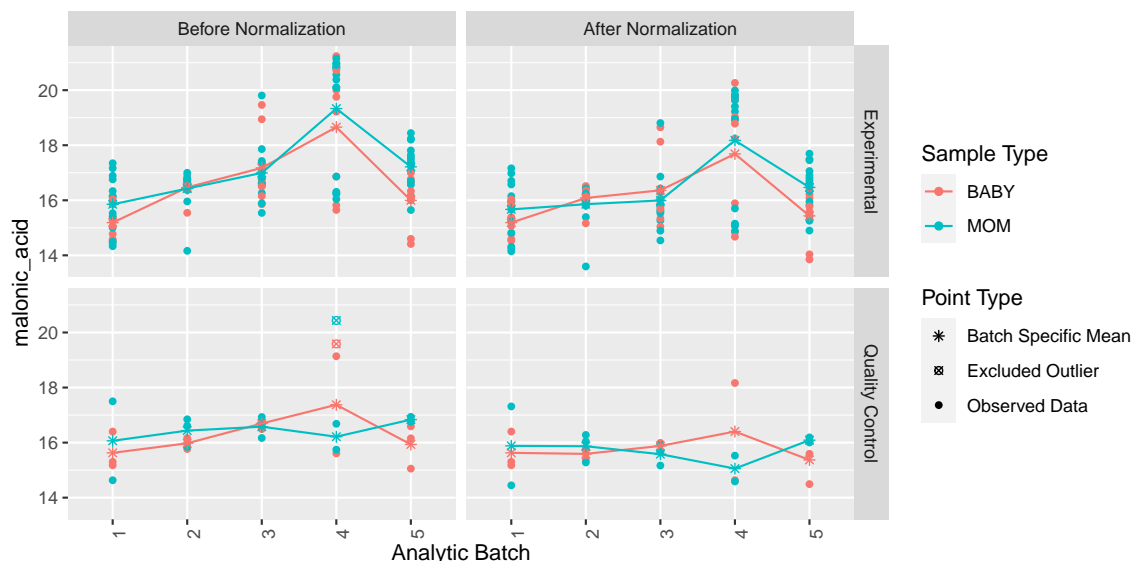 Before Normalization
After Normalization
malonic_acid
20
18
16
14
Experimental
20
18
16
14
Quality Control
1
2
3
4
5
1
2
3
4
5
Analytic Batch
Sample Type
BABY
MOM
Point Type
Batch Specific Mean
Excluded Outlier
Observed Data